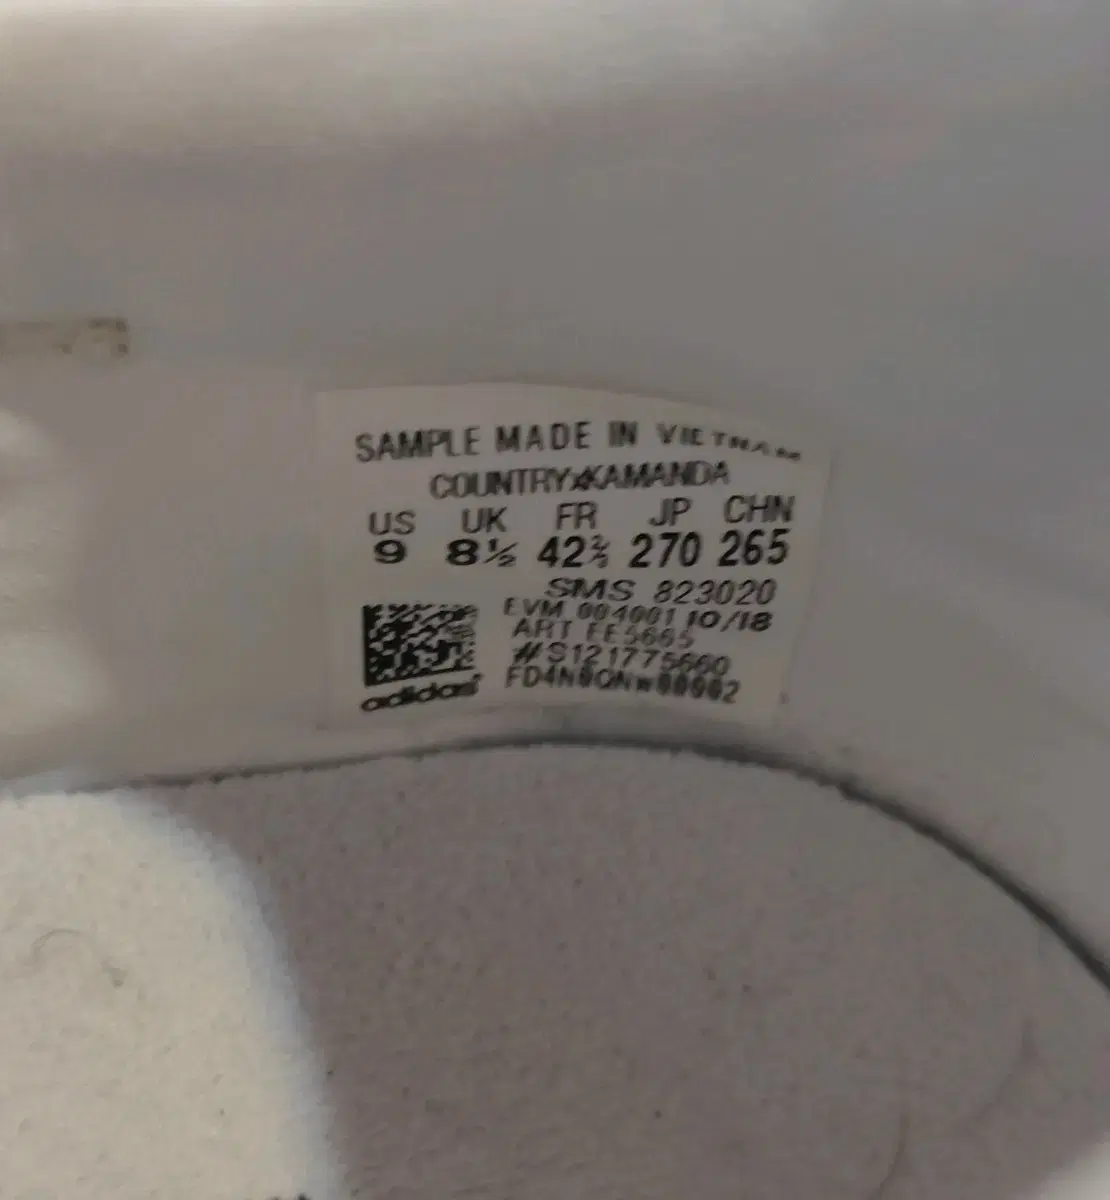 SAMPLE MADE IN VIETNAM
COUNTRYxKAMANDA
US UK FR JP CHN
9 8½ 42⅔ 270 265
SMS 823020
EVM 004001 10/18
ART EE5665
#S121775660
adidas